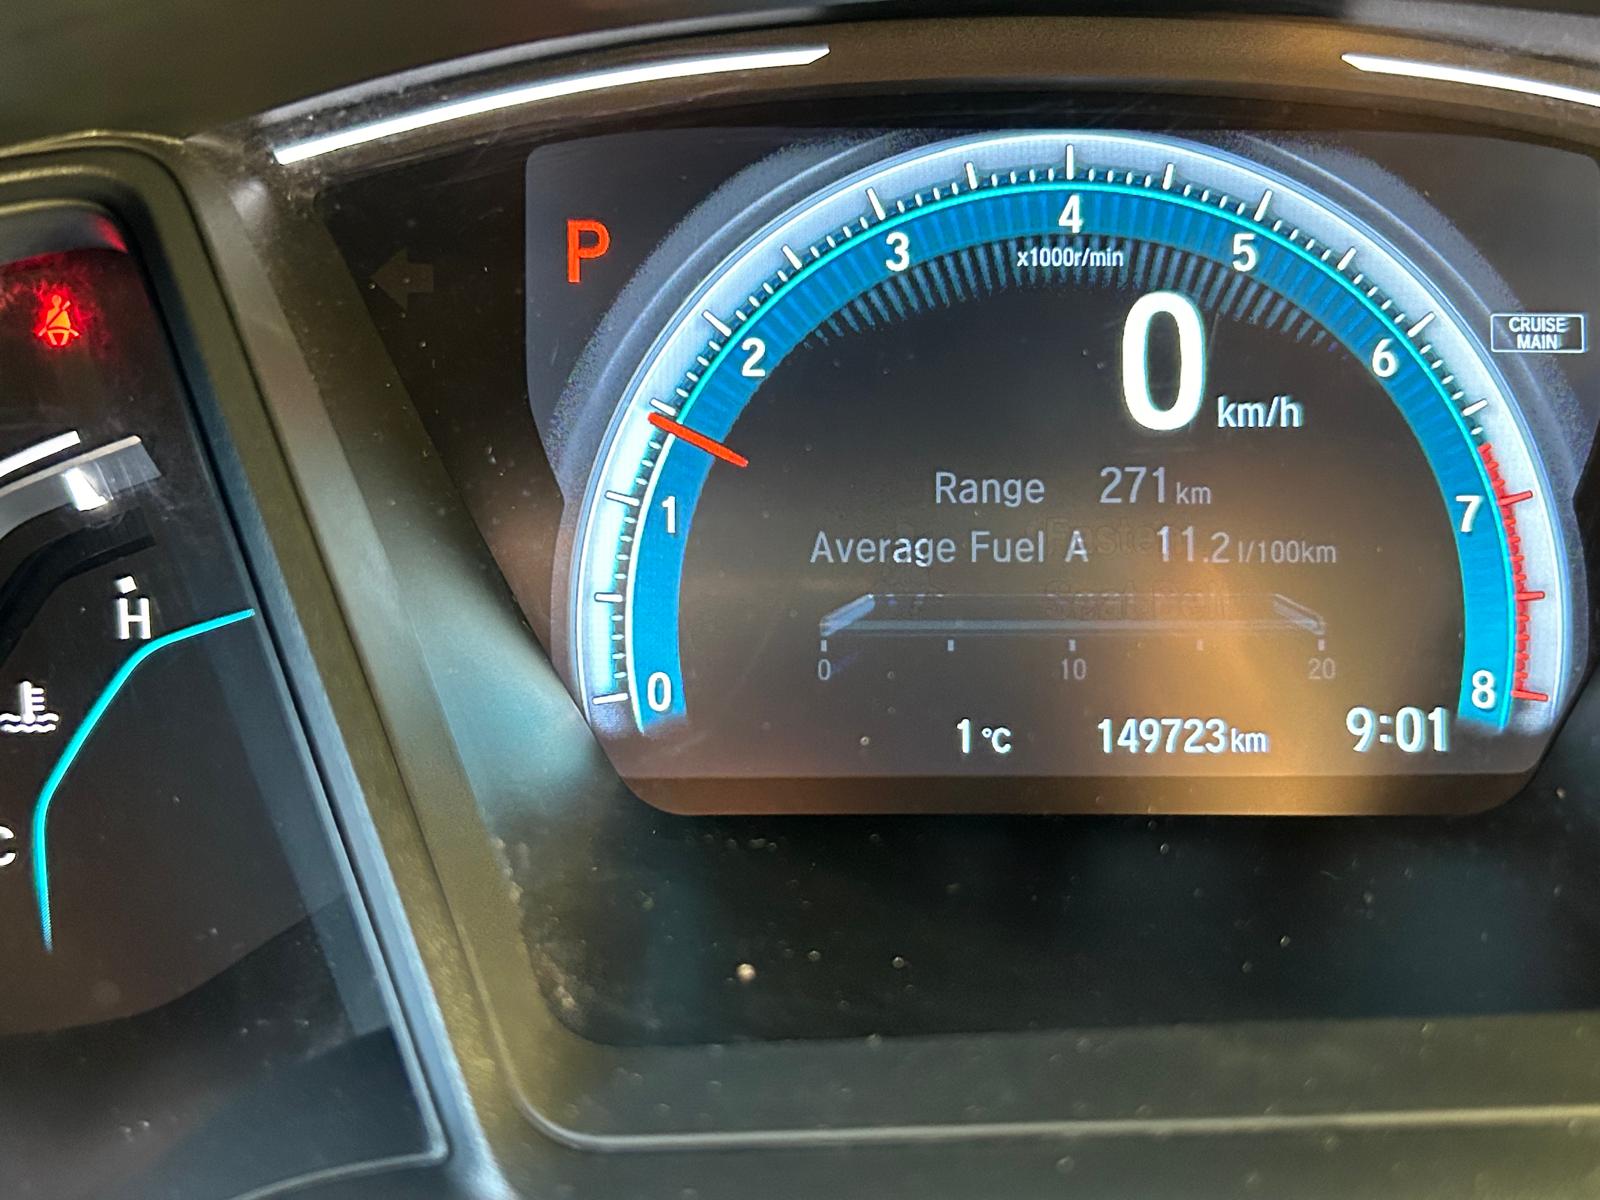 P
4
3
5
x1000r/min
2
6
1
7
0
8
CRUISE
MAIN
0 km/h
Range 271 km
Average Fuel A 11.2 l/100km
0 10 20
1 °C 149723 km 9:01
H
C